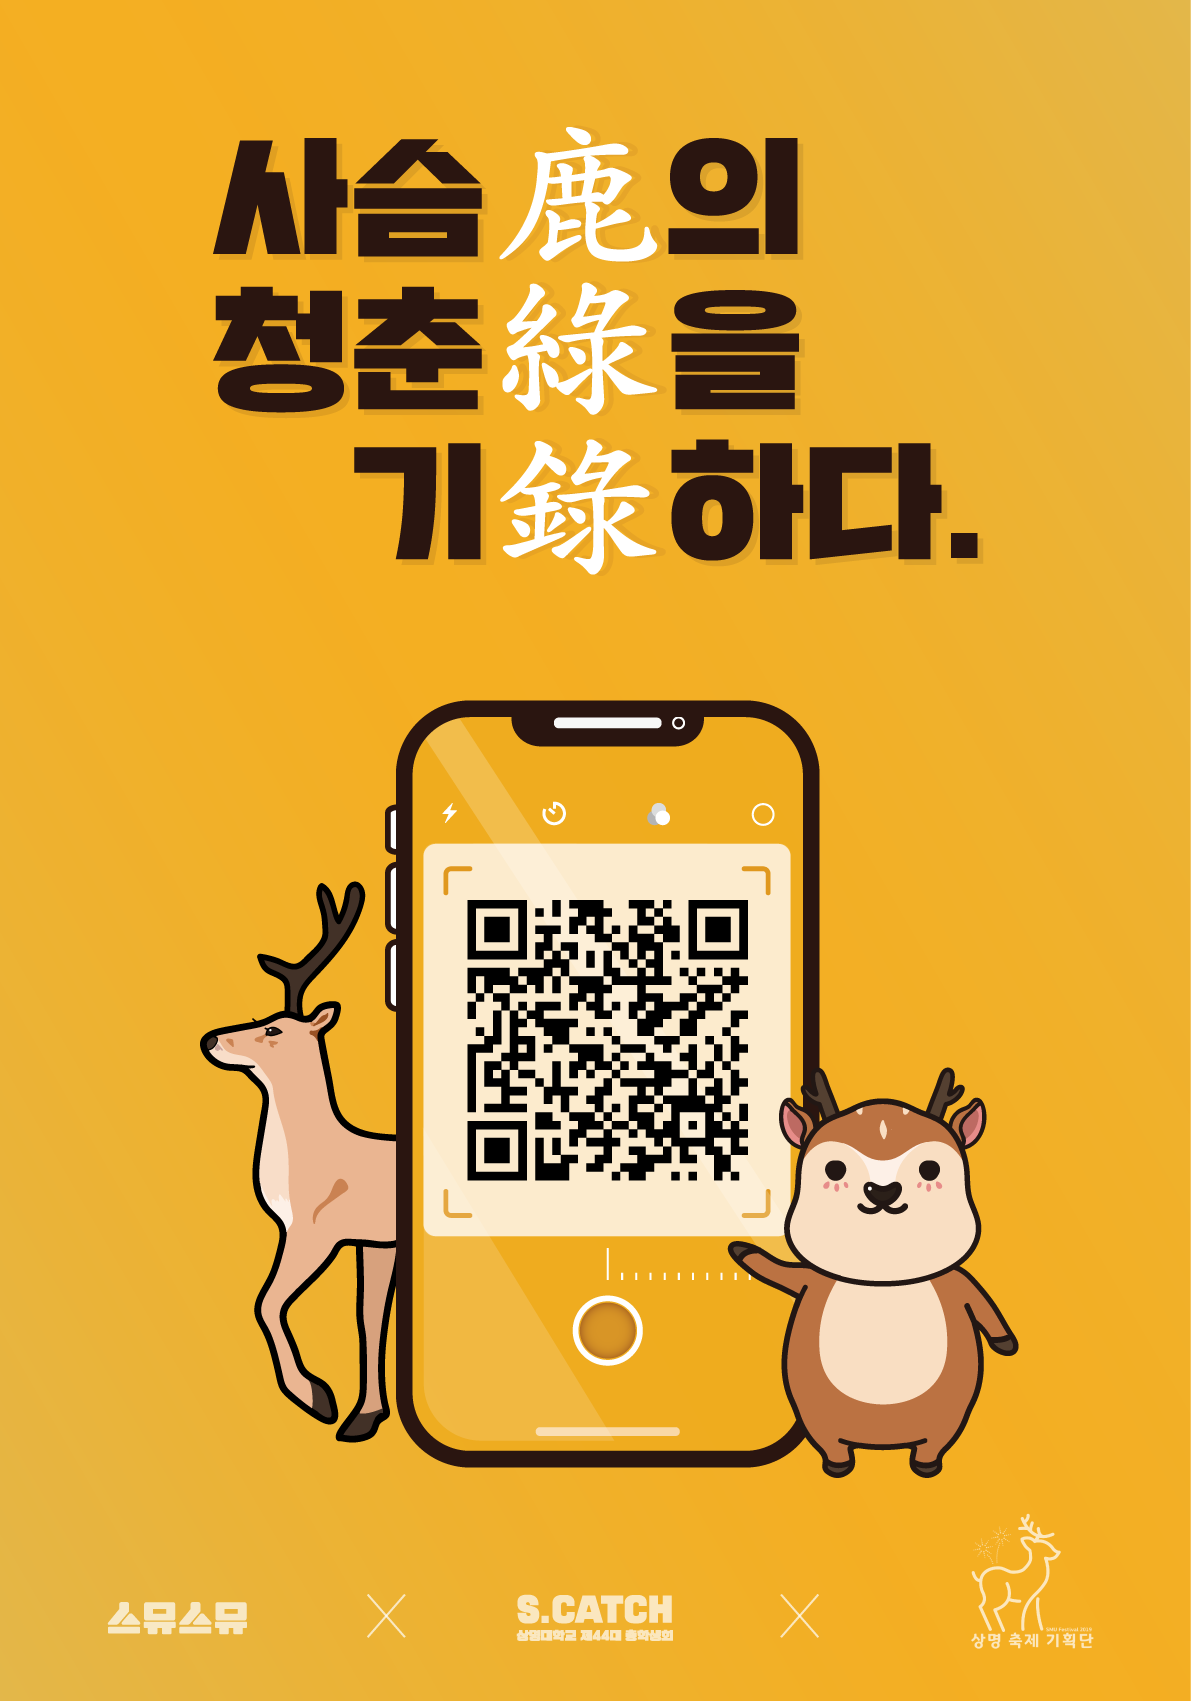 사슴鹿의
청춘綠을
기錄하다.
스뮤스뮤
S.CATCH
상명대학교 제44대 총학생회
SMU Festival 2019
상명 축제 기획단